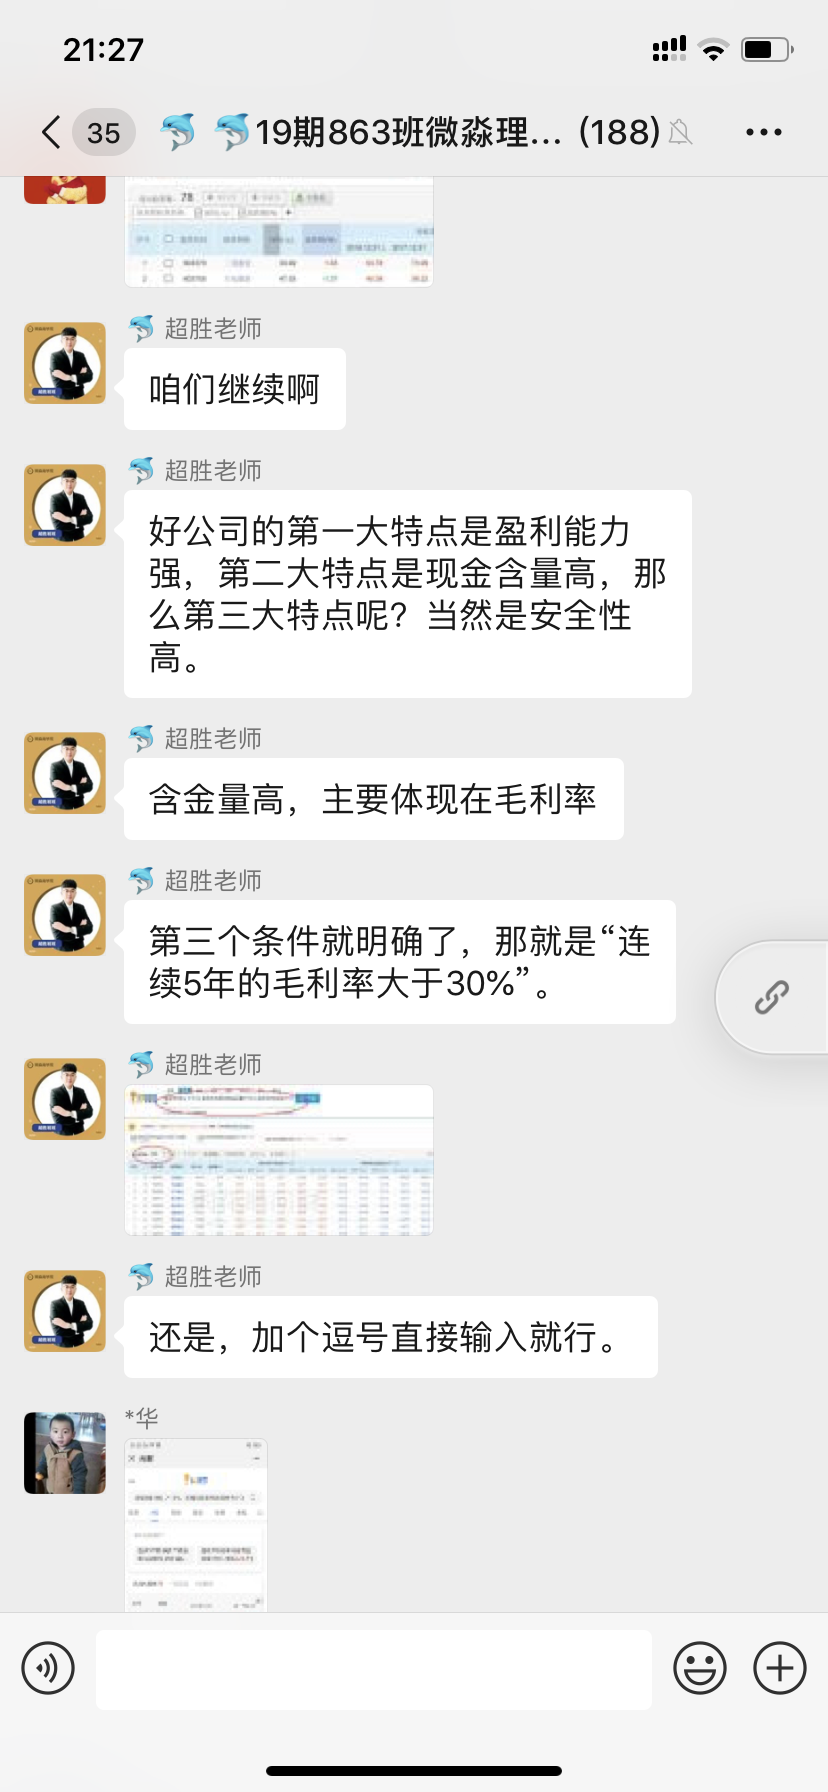 21:27
35
19期863班微淼理... (188)
78
超胜老师
咱们继续啊
超胜老师
好公司的第一大特点是盈利能力
强，第二大特点是现金含量高，那
么第三大特点呢？当然是安全性
高。
超胜老师
含金量高，主要体现在毛利率
超胜老师
第三个条件就明确了，那就是“连
续5年的毛利率大于30%”。
超胜老师
超胜老师
还是，加个逗号直接输入就行。
*华